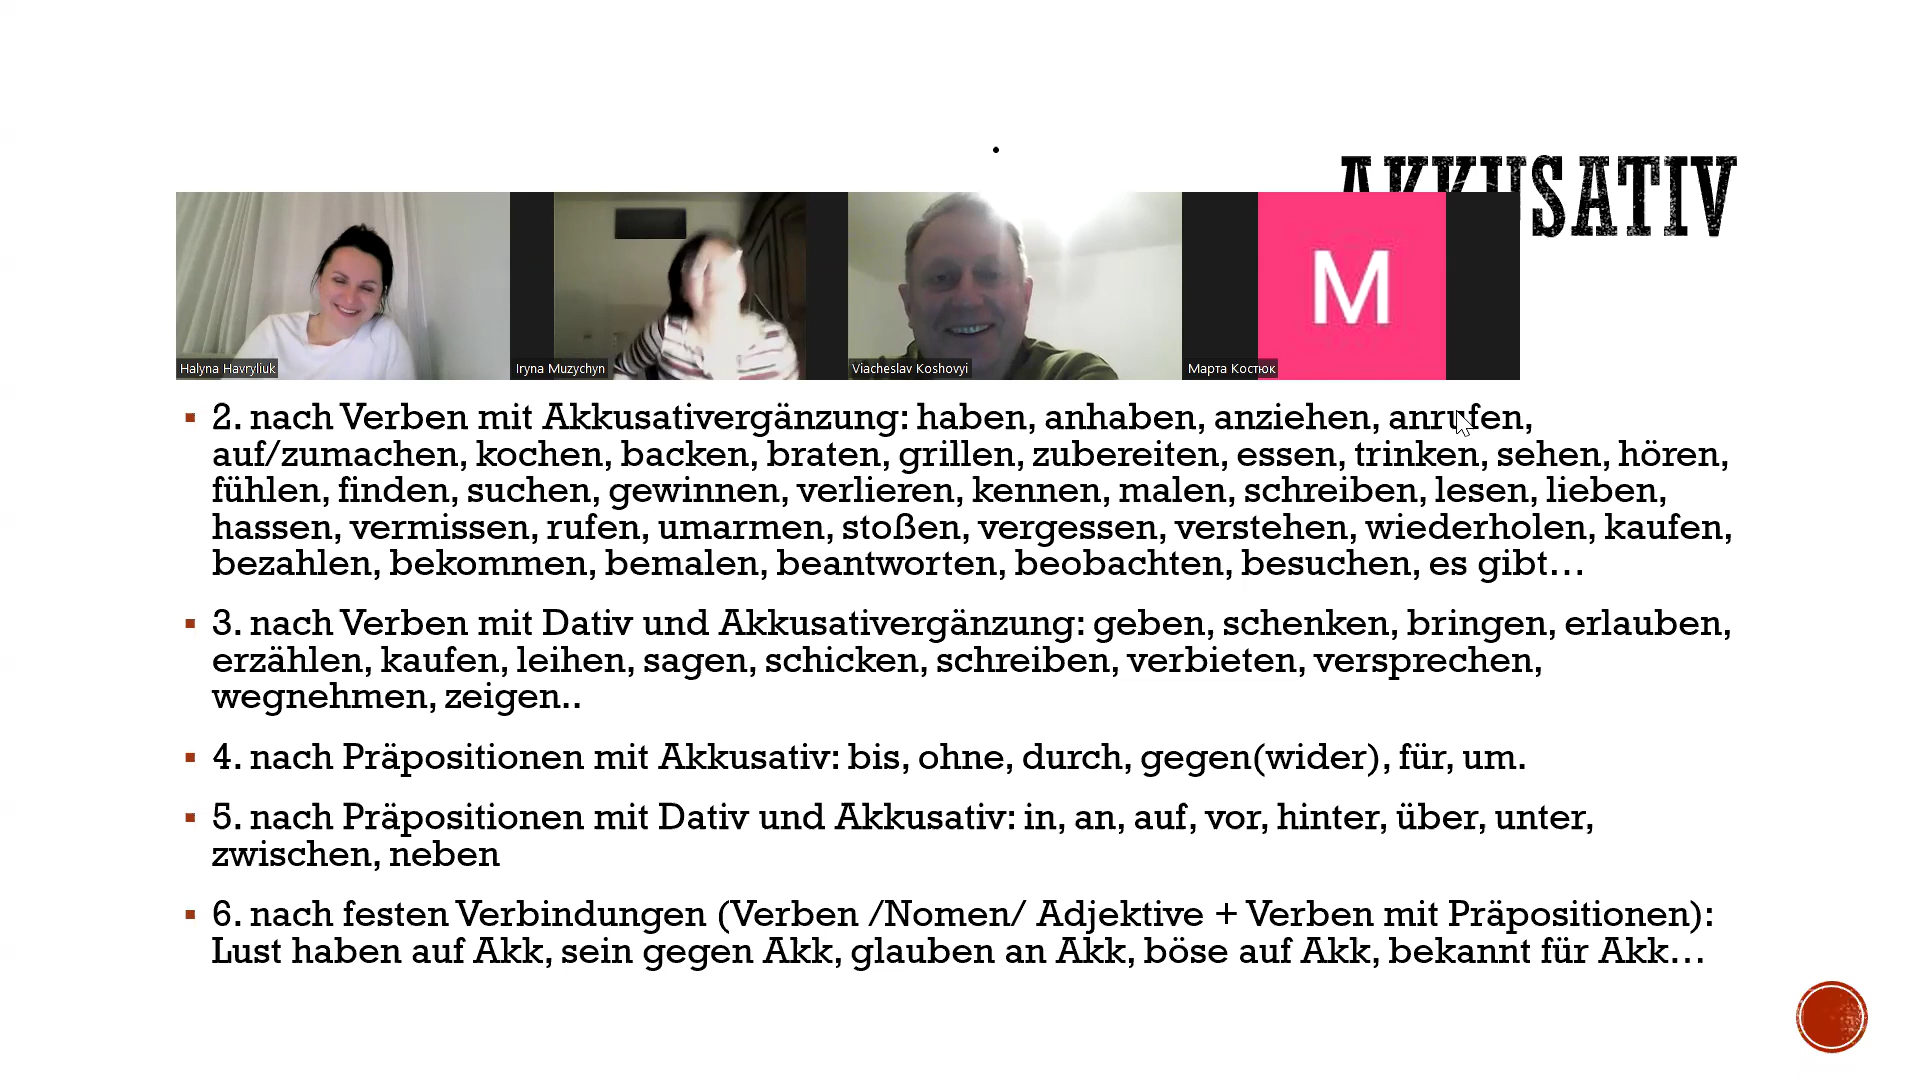 AKKUSATIV
M
Halyna Havryliuk
Iryna Muzychyn
Viacheslav Koshovyi
Марта Костюк
2. nach Verben mit Akkusativergänzung: haben, anhaben, anziehen, anrufen,
auf/zumachen, kochen, backen, braten, grillen, zubereiten, essen, trinken, sehen, hören,
fühlen, finden, suchen, gewinnen, verlieren, kennen, malen, schreiben, lesen, lieben,
hassen, vermissen, rufen, umarmen, stoßen, vergessen, verstehen, wiederholen, kaufen,
bezahlen, bekommen, bemalen, beantworten, beobachten, besuchen, es gibt…
3. nach Verben mit Dativ und Akkusativergänzung: geben, schenken, bringen, erlauben,
erzählen, kaufen, leihen, sagen, schicken, schreiben, verbieten, versprechen,
wegnehmen, zeigen..
4. nach Präpositionen mit Akkusativ: bis, ohne, durch, gegen(wider), für, um.
5. nach Präpositionen mit Dativ und Akkusativ: in, an, auf, vor, hinter, über, unter,
zwischen, neben
6. nach festen Verbindungen (Verben /Nomen/ Adjektive + Verben mit Präpositionen):
Lust haben auf Akk, sein gegen Akk, glauben an Akk, böse auf Akk, bekannt für Akk…